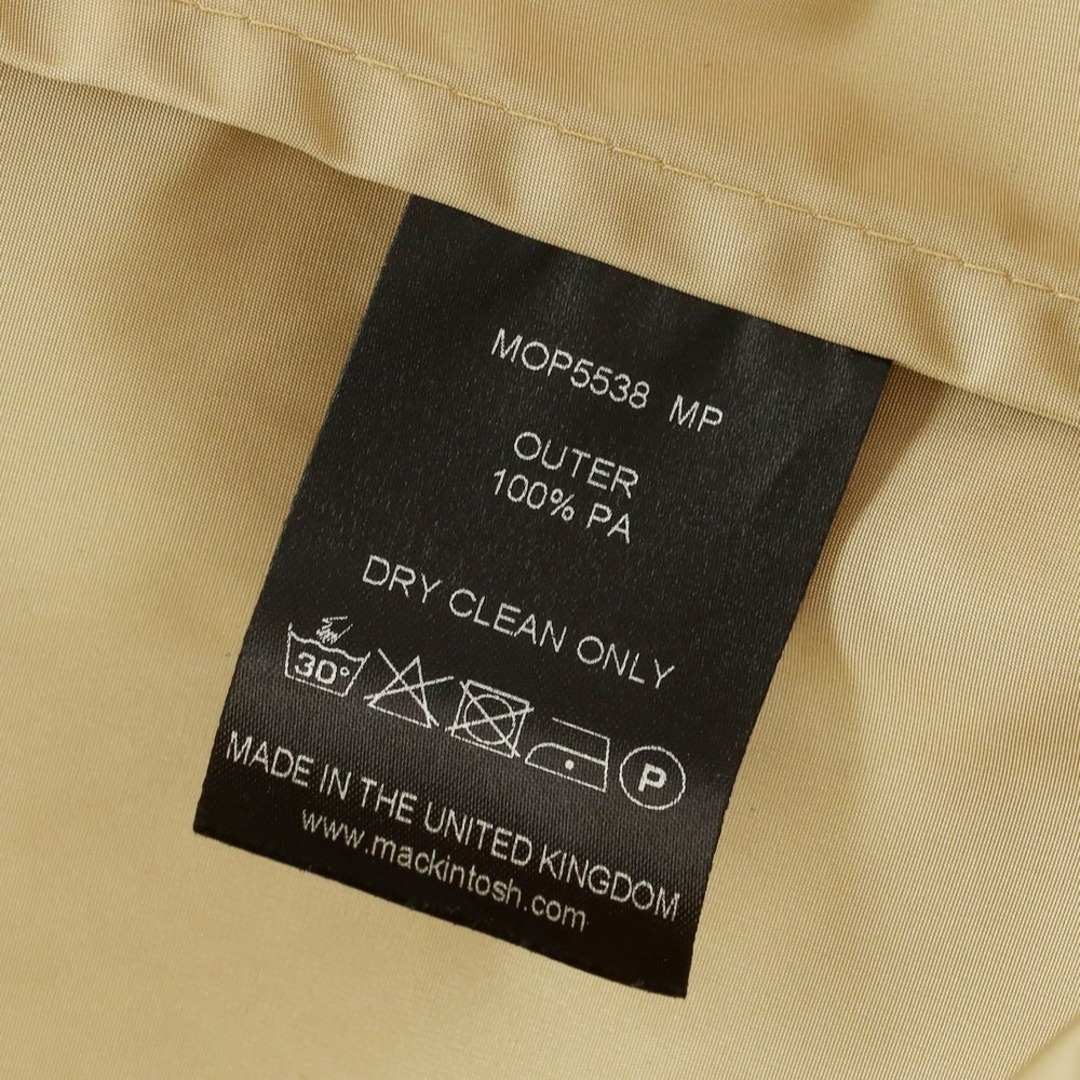 MOP5538 MP
OUTER
100% PA
DRY CLEAN ONLY
30°
P
MADE IN THE UNITED KINGDOM
www.mackintosh.com